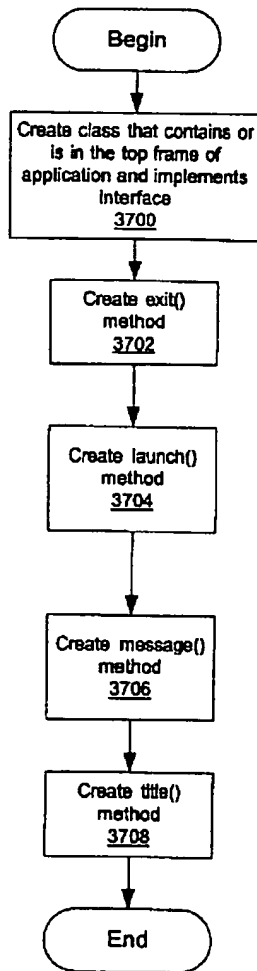 Begin
Create class that contains or
is in the top frame of
application and implements
Interface
3700
Create exit()
method
3702
Create launch()
method
3704
Create message()
method
3706
Create title()
method
3708
End